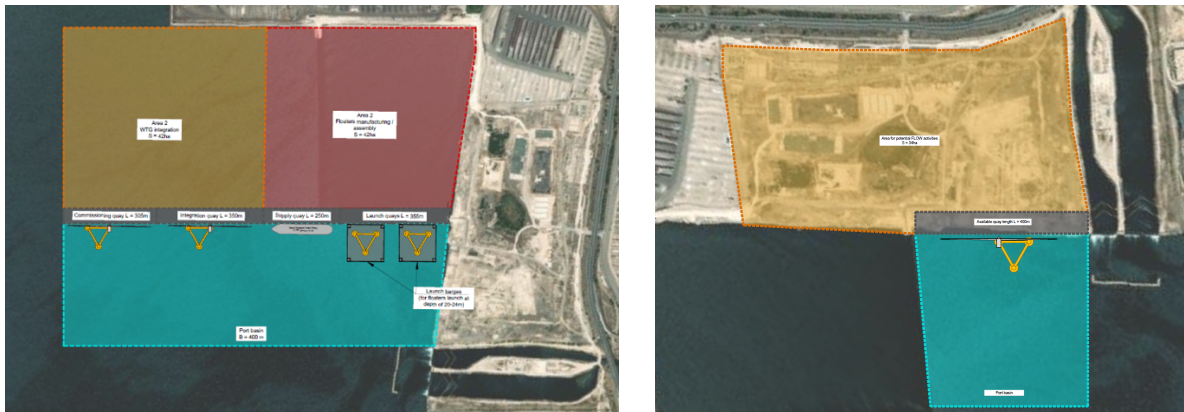 Area 2
WTG integration
S = 42ha
Area 2
Floaters manufacturing /
assembly
S = 42ha
Commissioning quay L = 305m
Integration quay L = 350m
Supply quay L = 250m
Launch quays L = 355m
Launch barges
(for floaters launch at
depth of 20-24m)
Port basin
B = 400 m
Area for potential FLOW activities
Available quay length L = 400m
Port basin